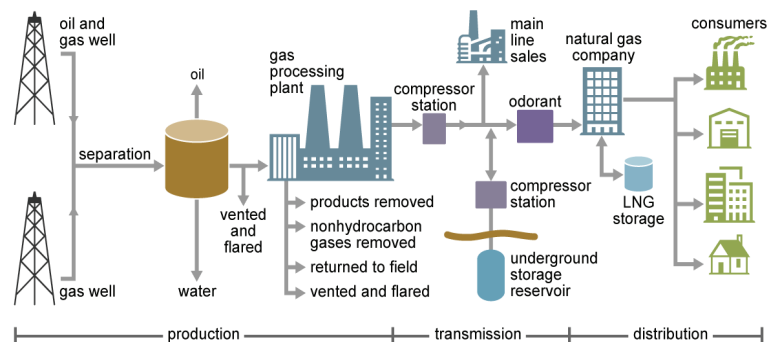 oil and
gas well
oil
separation
gas well
water
vented
and
flared
gas
processing
plant
products removed
nonhydrocarbon
gases removed
returned to field
vented and flared
compressor
station
main
line
sales
odorant
compressor
station
underground
storage
reservoir
natural gas
company
LNG
storage
consumers
production
transmission
distribution